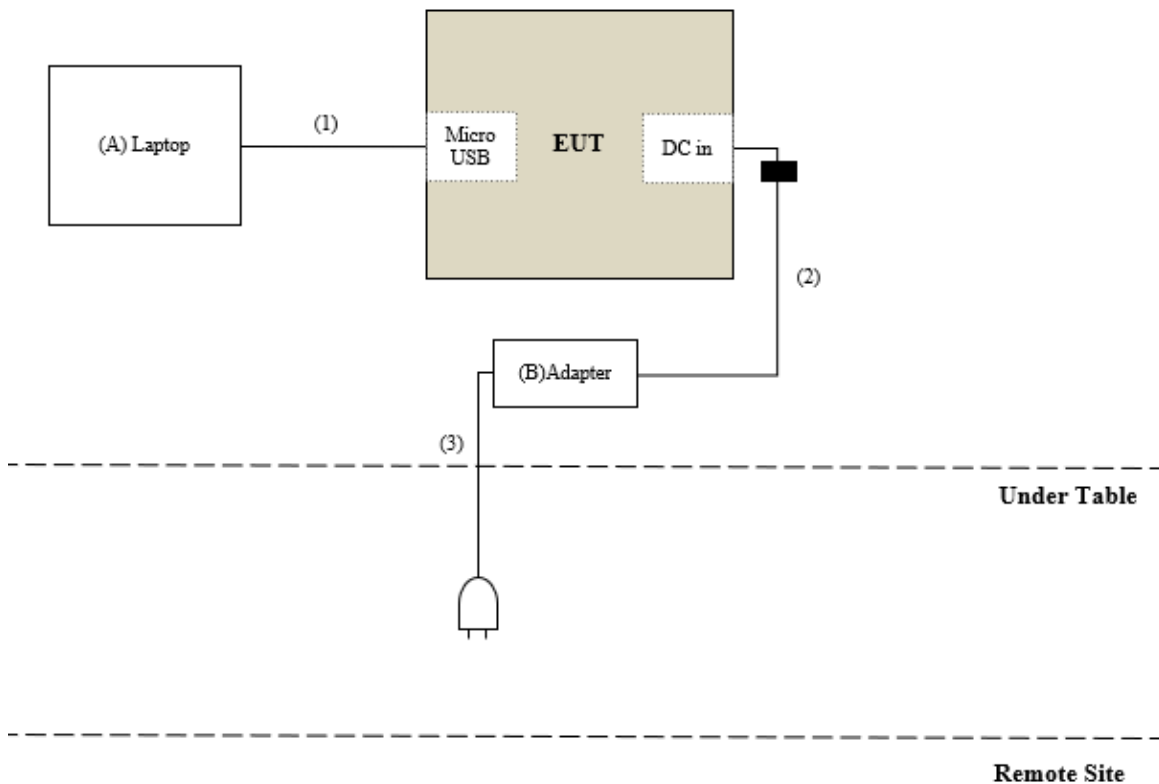 (A) Laptop
(1)
Micro
USB
EUT
DC in
(2)
(B)Adapter
(3)
Under Table
Remote Site